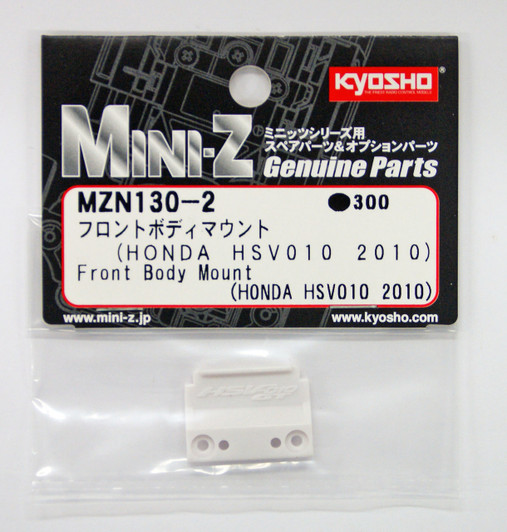 KYOSHO
THE FINEST RADIO CONTROL MODELS
MINI-Z
ミニッツシリーズ用
スペアパーツ&オプションパーツ
Genuine Parts
MZN130-2 ●300
フロントボディマウント
(HONDA HSV010 2010)
Front Body Mount
(HONDA HSV010 2010)
www.mini-z.jp www.kyosho.com